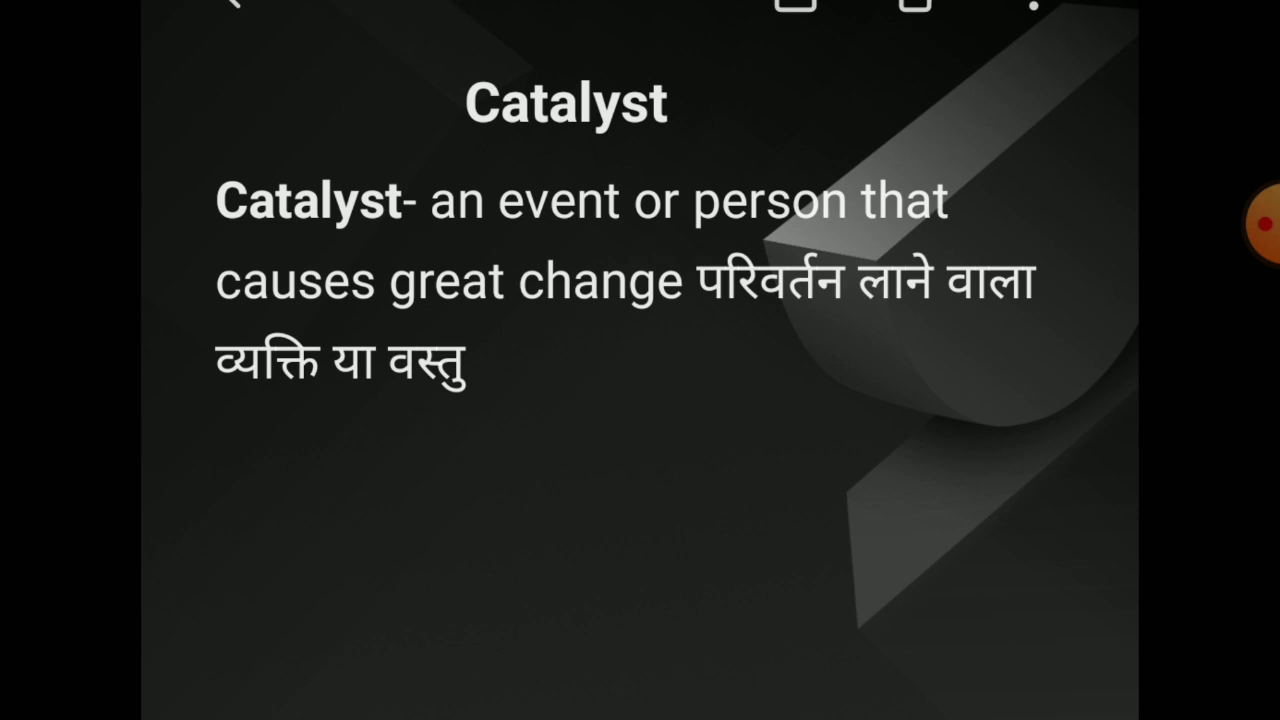 Catalyst
Catalyst- an event or person that
causes great change परिवर्तन लाने वाला
व्यक्ति या वस्तु